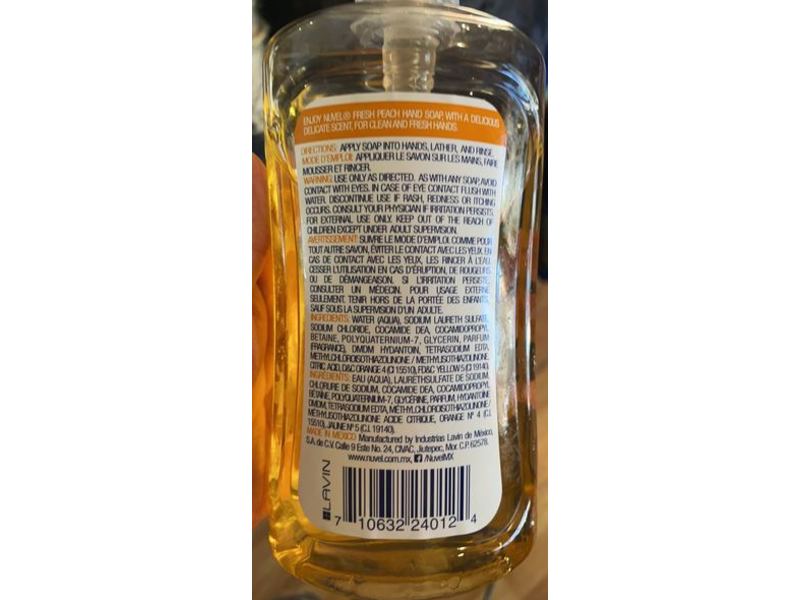 ENJOY NUVEL® FRESH PEACH HAND SOAP, WITH A DELICIOUS
DELICATE SCENT, FOR CLEAN AND FRESH HANDS.
DIRECTIONS: APPLY SOAP INTO HANDS, LATHER, AND RINSE.
MODE D'EMPLOI: APPLIQUER LE SAVON SUR LES MAINS, FAIRE
MOUSSER ET RINCER.
WARNING: USE ONLY AS DIRECTED. AS WITH ANY SOAP, AVOID
CONTACT WITH EYES. IN CASE OF EYE CONTACT FLUSH WITH
WATER. DISCONTINUE USE IF RASH, REDNESS OR ITCHING
OCCURS. CONSULT YOUR PHYSICIAN IF IRRITATION PERSISTS.
FOR EXTERNAL USE ONLY. KEEP OUT OF THE REACH OF
CHILDREN EXCEPT UNDER ADULT SUPERVISION.
AVERTISSEMENT: SUIVRE LE MODE D'EMPLOI. COMME POUR
TOUT AUTRE SAVON, ÉVITER LE CONTACT AVEC LES YEUX. EN
CAS DE CONTACT AVEC LES YEUX, LES RINCER À L'EAU.
CESSER L'UTILISATION EN CAS D'ÉRUPTION, DE ROUGEURS
OU DE DÉMANGEAISON. SI L'IRRITATION PERSISTE,
CONSULTER UN MÉDECIN. POUR USAGE EXTERNE
SEULEMENT. TENIR HORS DE LA PORTÉE DES ENFANTS,
SAUF SOUS LA SUPERVISION D'UN ADULTE.
INGREDIENTS: WATER (AQUA), SODIUM LAURETH SULFATE,
SODIUM CHLORIDE, COCAMIDE DEA, COCAMIDOPROPYL
BETAINE, POLYQUATERNIUM-7, GLYCERIN, PARFUM
(FRAGRANCE), DMDM HYDANTOIN, TETRASODIUM EDTA,
METHYLCHLOROISOTHIAZOLINONE / METHYLISOTHIAZOLINONE,
CITRIC ACID, D&C ORANGE 4 (CI 15510), FD&C YELLOW 5 (CI 19140).
INGRÉDIENTS: EAU (AQUA), LAURETHSULFATE DE SODIUM,
CHLORURE DE SODIUM, COCAMIDE DEA, COCAMIDOPROPYL
BÉTAINE, POLYQUATERNIUM-7, GLYCÉRINE, PARFUM, HYDANTOINE
DMDM, TETRASODIUM EDTA, MÉTHYLCHLOROISOTHIAZOLINONE /
MÉTHYLISOTHIAZOLINONE ACIDE CITRIQUE, ORANGE Nº 4 (C.I.
15510), JAUNE Nº 5 (C.I. 19140).
MADE IN MEXICO Manufactured by Industrias Lavin de México,
S.A. de C.V. Calle 9 Este No. 24, CIVAC, Jiutepec, Mor. C.P. 62578.
www.nuvel.com.mx, f /NuvelMX
LAVIN
7 10632 24012 4